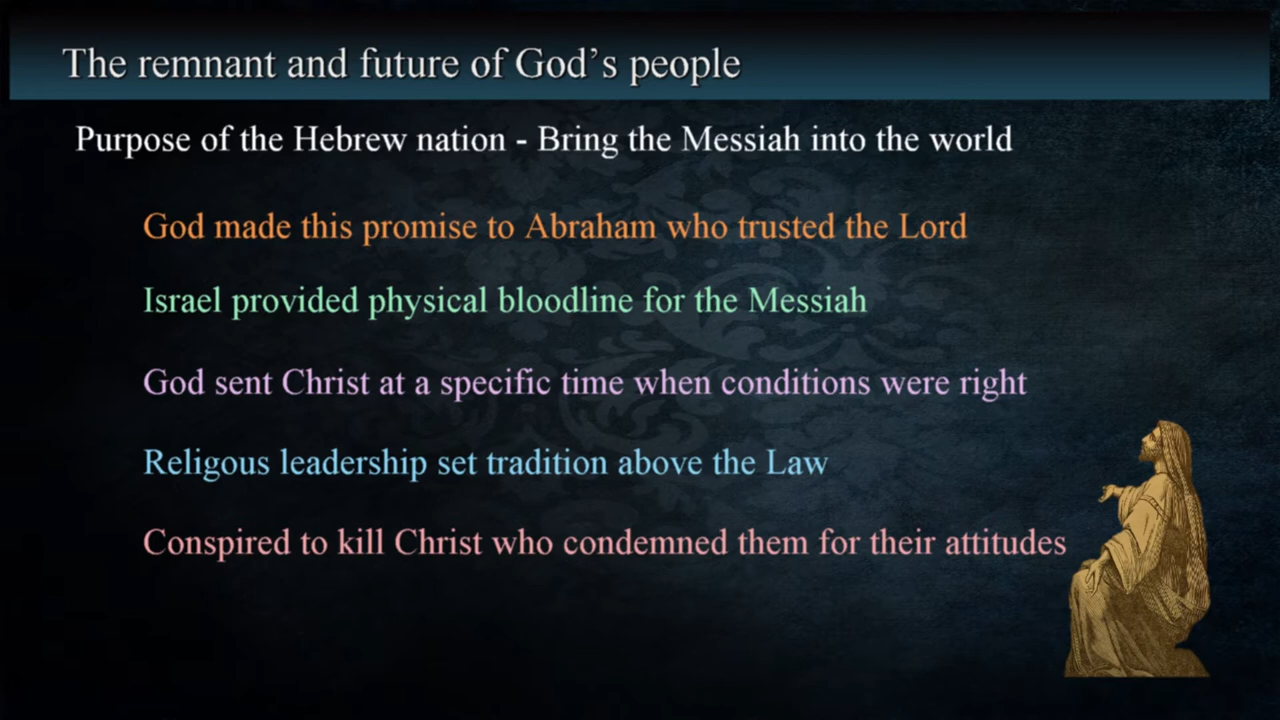 The remnant and future of God’s people
Purpose of the Hebrew nation - Bring the Messiah into the world
God made this promise to Abraham who trusted the Lord
Israel provided physical bloodline for the Messiah
God sent Christ at a specific time when conditions were right
Religous leadership set tradition above the Law
Conspired to kill Christ who condemned them for their attitudes